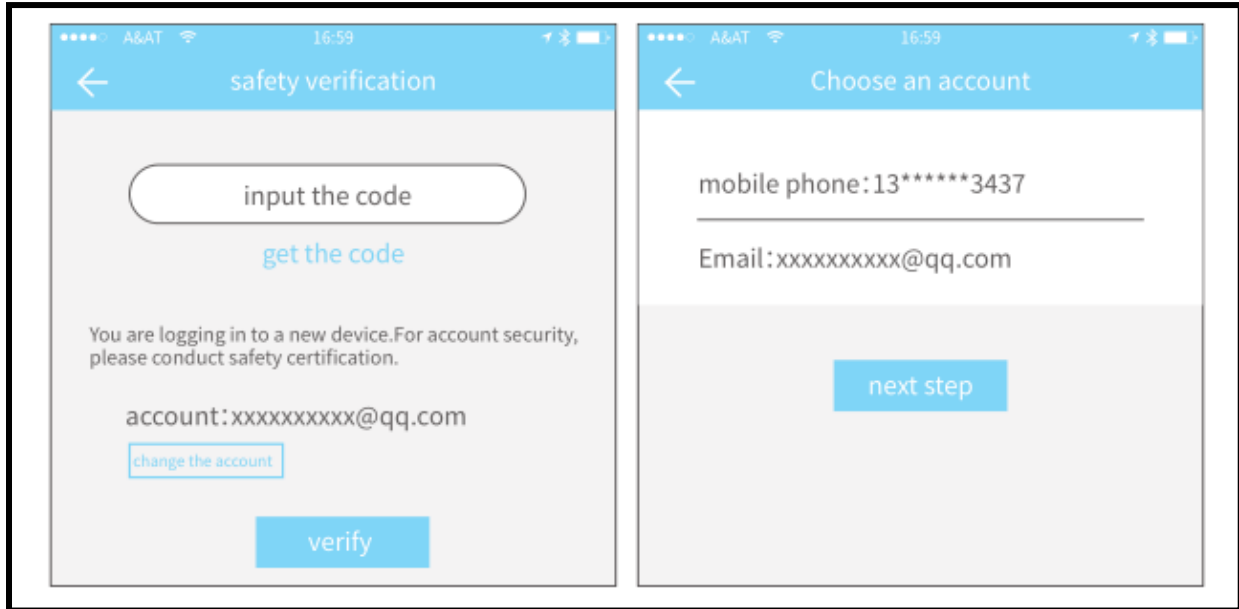 A&AT 16:59
safety verification
input the code
get the code
You are logging in to a new device.For account security,
please conduct safety certification.
account:xxxxxxxxxx@qq.com
change the account
verify
A&AT 16:59
Choose an account
mobile phone:13******3437
Email:xxxxxxxxxx@qq.com
next step